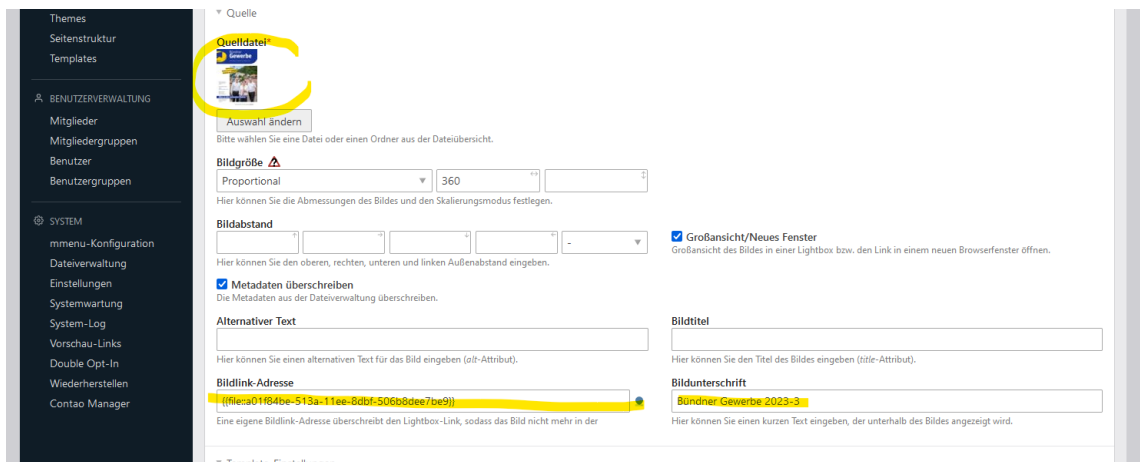 Themes
Seitenstruktur
Templates
BENUTZERVERWALTUNG
Mitglieder
Mitgliedergruppen
Benutzer
Benutzergruppen
SYSTEM
mmenu-Konfiguration
Dateiverwaltung
Einstellungen
Systemwartung
System-Log
Vorschau-Links
Double Opt-In
Wiederherstellen
Contao Manager
Quelle
Quelldatei*
Gewerbe
Auswahl ändern
Bitte wählen Sie eine Datei oder einen Ordner aus der Dateiübersicht.
Bildgröße
Proportional 360
Hier können Sie die Abmessungen des Bildes und den Skalierungsmodus festlegen.
Bildabstand
-
Hier können Sie den oberen, rechten, unteren und linken Außenabstand eingeben.
Großansicht/Neues Fenster
Großansicht des Bildes in einer Lightbox bzw. den Link in einem neuen Browserfenster öffnen.
Metadaten überschreiben
Die Metadaten aus der Dateiverwaltung überschreiben.
Alternativer Text
Hier können Sie einen alternativen Text für das Bild eingeben (alt-Attribut).
Bildtitel
Hier können Sie den Titel des Bildes eingeben (title-Attribut).
Bildlink-Adresse
{{file::a01f84be-513a-11ee-8dbf-506b8dee7be9}}
Eine eigene Bildlink-Adresse überschreibt den Lightbox-Link, sodass das Bild nicht mehr in der
Bildunterschrift
Bündner Gewerbe 2023-3
Hier können Sie einen kurzen Text eingeben, der unterhalb des Bildes angezeigt wird.